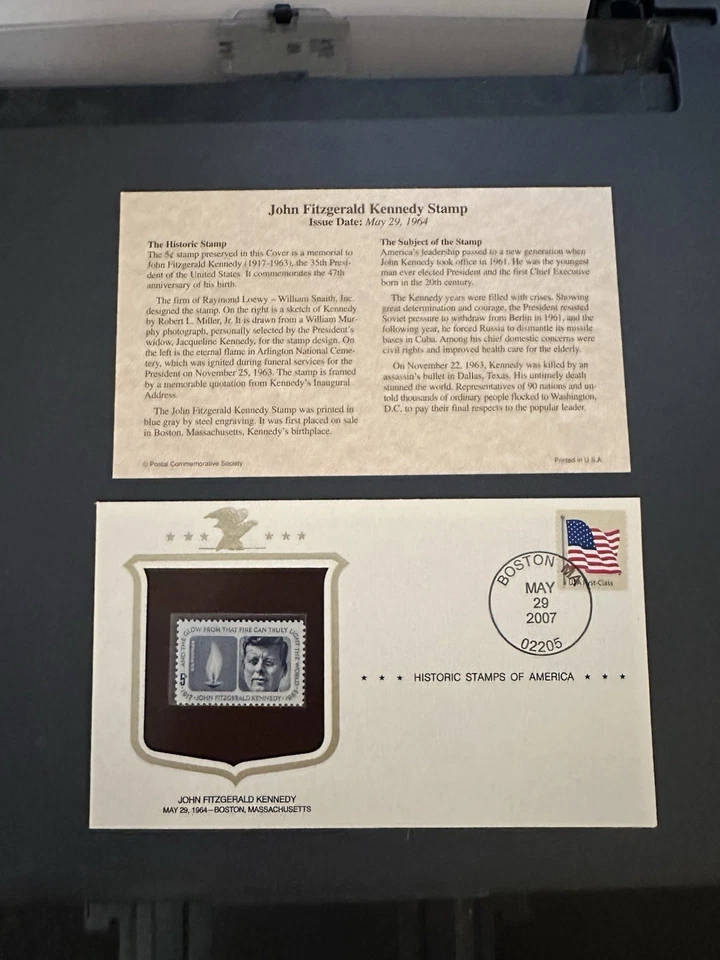 John Fitzgerald Kennedy Stamp
Issue Date: May 29, 1964
The Historic Stamp
The 5¢ stamp preserved in this Cover is a memorial to
John Fitzgerald Kennedy (1917-1963), the 35th Presi-
dent of the United States. It commemorates the 47th
anniversary of his birth.
The firm of Raymond Loewy – William Snaith, Inc.
designed the stamp. On the right is a sketch of Kennedy
by Robert L. Miller, Jr. It is drawn from a William Mur-
phy photograph, personally selected by the President's
widow, Jacqueline Kennedy, for the stamp design. On
the left is the eternal flame in Arlington National Ceme-
tery, which was ignited during funeral services for the
President on November 25, 1963. The stamp is framed
by a memorable quotation from Kennedy's Inaugural
Address.
The John Fitzgerald Kennedy Stamp was printed in
blue gray by steel engraving. It was first placed on sale
in Boston, Massachusetts, Kennedy's birthplace.
© Postal Commemorative Society
The Subject of the Stamp
America's leadership passed to a new generation when
John Kennedy took office in 1961. He was the youngest
man ever elected President and the first Chief Executive
born in the 20th century.
The Kennedy years were filled with crises. Showing
great determination and courage, the President resisted
Soviet pressure to withdraw from Berlin in 1961, and the
following year, he forced Russia to dismantle its missile
bases in Cuba. Among his chief domestic concerns were
civil rights and improved health care for the elderly.
On November 22, 1963, Kennedy was killed by an
assassin's bullet in Dallas, Texas. His untimely death
stunned the world. Representatives of 90 nations and un-
told thousands of ordinary people flocked to Washington,
D.C. to pay their final respects to the popular leader.
Printed in U.S.A.
BOSTON MA
MAY
29
2007
02205
First-Class
★ ★ ★ HISTORIC STAMPS OF AMERICA ★ ★ ★
AND THE GLOW FROM THAT FIRE CAN TRULY LIGHT THE WORLD
5
1917 · JOHN FITZGERALD KENNEDY
JOHN FITZGERALD KENNEDY
MAY 29, 1964—BOSTON, MASSACHUSETTS